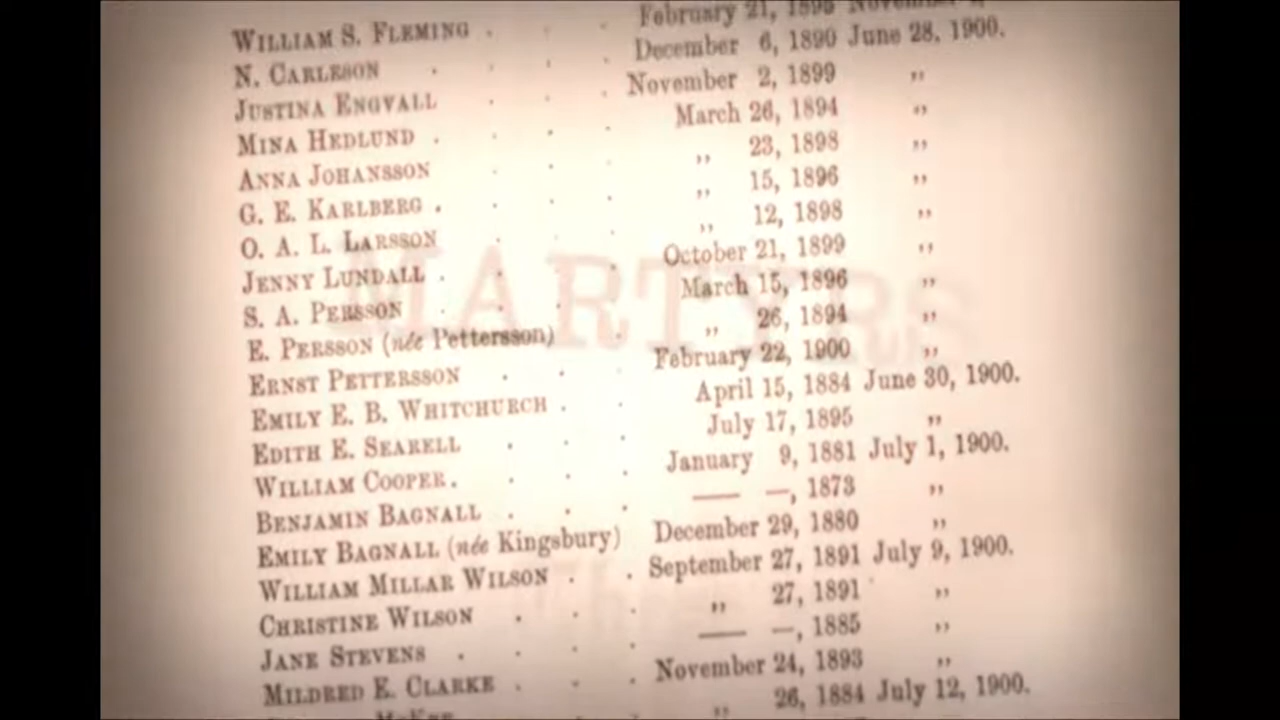 WILLIAM S. FLEMING . . . February 21, 1895 November
N. CARLESON . . . . December 6, 1890 June 28, 1900.
JUSTINA ENGVALL . . . November 2, 1899 ,,
MINA HEDLUND . . . . March 26, 1894 ,,
ANNA JOHANSSON . . . ,, 23, 1898 ,,
G. E. KARLBERG . . . . ,, 15, 1896 ,,
O. A. L. LARSSON . . . ,, 12, 1898 ,,
JENNY LUNDALL . . . . October 21, 1899 ,,
S. A. PERSSON . . . . March 15, 1896 ,,
E. PERSSON (née Pettersson) . ,, 26, 1894 ,,
ERNST PETTERSSON . . . February 22, 1900 ,,
EMILY E. B. WHITCHURCH . . April 15, 1884 June 30, 1900.
EDITH E. SEARELL . . . July 17, 1895 ,,
WILLIAM COOPER . . . . January 9, 1881 July 1, 1900.
BENJAMIN BAGNALL . . . —— —, 1873 ,,
EMILY BAGNALL (née Kingsbury) December 29, 1880 ,,
WILLIAM MILLAR WILSON . . September 27, 1891 July 9, 1900.
CHRISTINE WILSON . . . ,, 27, 1891 ,,
JANE STEVENS . . . . —— —, 1885 ,,
MILDRED E. CLARKE . . . November 24, 1893 ,,
,, 26, 1884 July 12, 1900.
MARTYRS